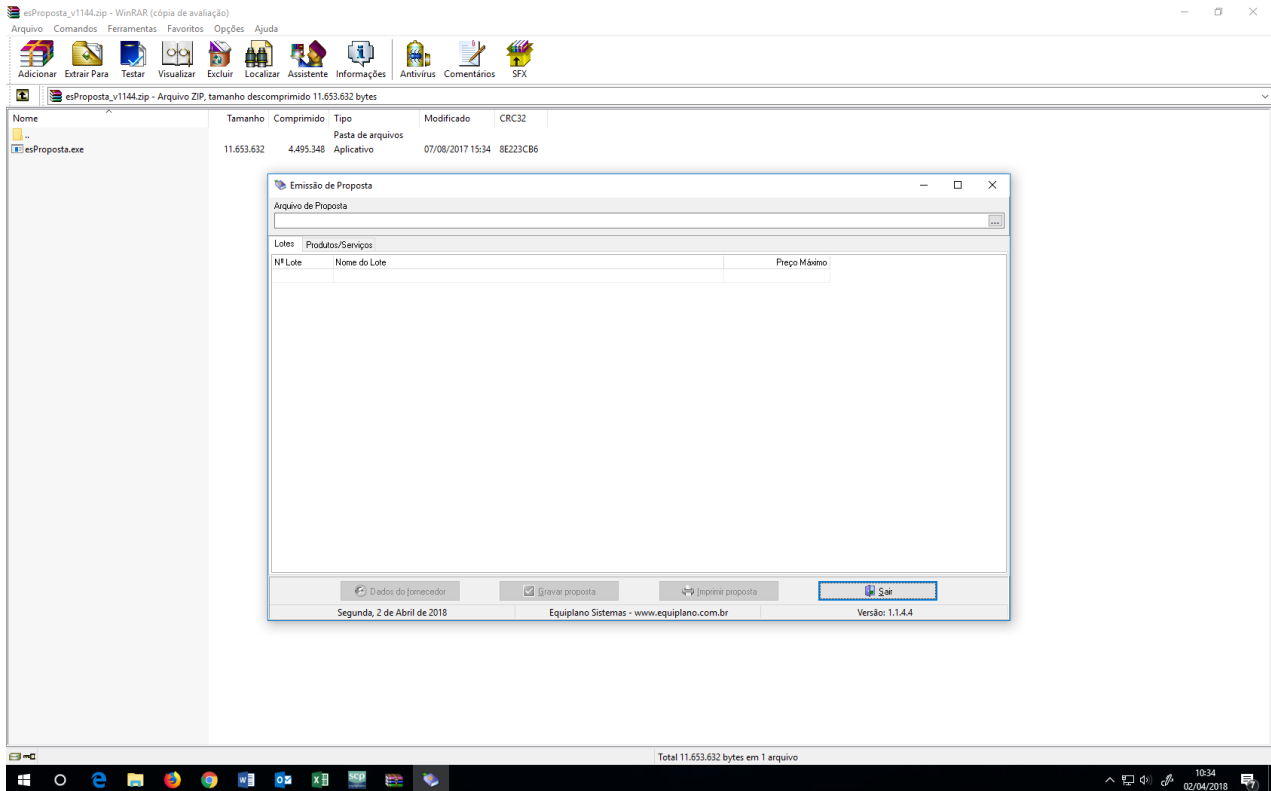 esProposta_v1144.zip - WinRAR (cópia de avaliação)
Arquivo Comandos Ferramentas Favoritos Opções Ajuda
Adicionar Extrair Para Testar Visualizar Excluir Localizar Assistente Informações Antivírus Comentários SFX
esProposta_v1144.zip - Arquivo ZIP, tamanho descomprimido 11.653.632 bytes
Nome Tamanho Comprimido Tipo Modificado CRC32
.. Pasta de arquivos
esProposta.exe 11.653.632 4.495.348 Aplicativo 07/08/2017 15:34 8E223CB6
Emissão de Proposta
Arquivo de Proposta
...
Lotes Produtos/Serviços
Nº Lote Nome do Lote Preço Máximo
Dados do fornecedor Gravar proposta Imprimir proposta Sair
Segunda, 2 de Abril de 2018 Equiplano Sistemas - www.equiplano.com.br Versão: 1.1.4.4
Total 11.653.632 bytes em 1 arquivo
scp
10:34
02/04/2018